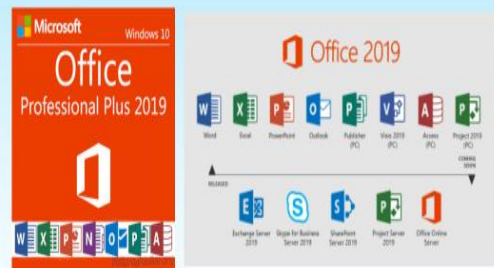 Microsoft
Windows 10
Office
Professional Plus 2019
W X P N O P A
Office 2019
W X P O P V A P
Word Excel PowerPoint Outlook Publisher (PC) Visio 2019 (PC) Access (PC) Project 2019 (PC)
COMING SOON
RELEASED
E S S P
Exchange Server 2019 Skype for Business Server 2019 SharePoint Server 2019 Project Server 2019 Office Online Server